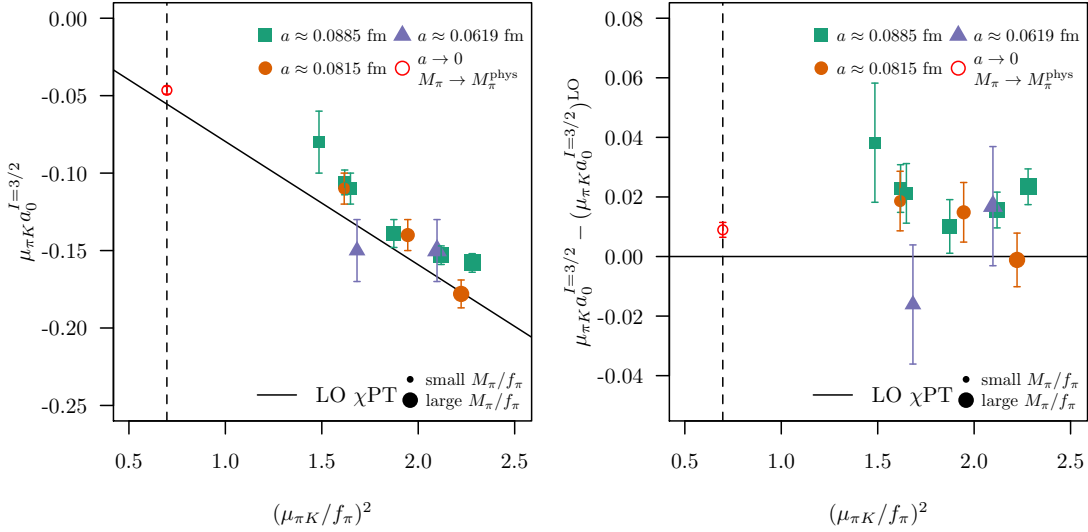 0.00
-0.05
-0.10
-0.15
-0.20
-0.25
μπK a0^I=3/2
a ≈ 0.0885 fm
a ≈ 0.0815 fm
a ≈ 0.0619 fm
a → 0
Mπ → Mπ^phys
LO χPT
small Mπ/fπ
large Mπ/fπ
0.5 1.0 1.5 2.0 2.5
(μπK/fπ)²
0.08
0.06
0.04
0.02
0.00
-0.02
-0.04
μπK a0^I=3/2 − (μπK a0^I=3/2)^LO
a ≈ 0.0885 fm
a ≈ 0.0815 fm
a ≈ 0.0619 fm
a → 0
Mπ → Mπ^phys
LO χPT
small Mπ/fπ
large Mπ/fπ
0.5 1.0 1.5 2.0 2.5
(μπK/fπ)²